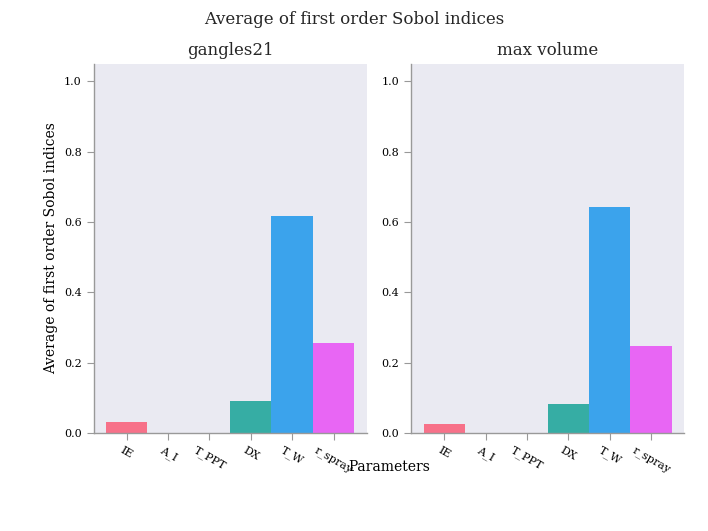 Average of first order Sobol indices
gangles21
max volume
Average of first order Sobol indices
1.0
0.8
0.6
0.4
0.2
0.0
IE
A_I
T_PPT
DX
T_W
r_spray
1.0
0.8
0.6
0.4
0.2
0.0
IE
A_I
T_PPT
DX
T_W
r_spray
Parameters